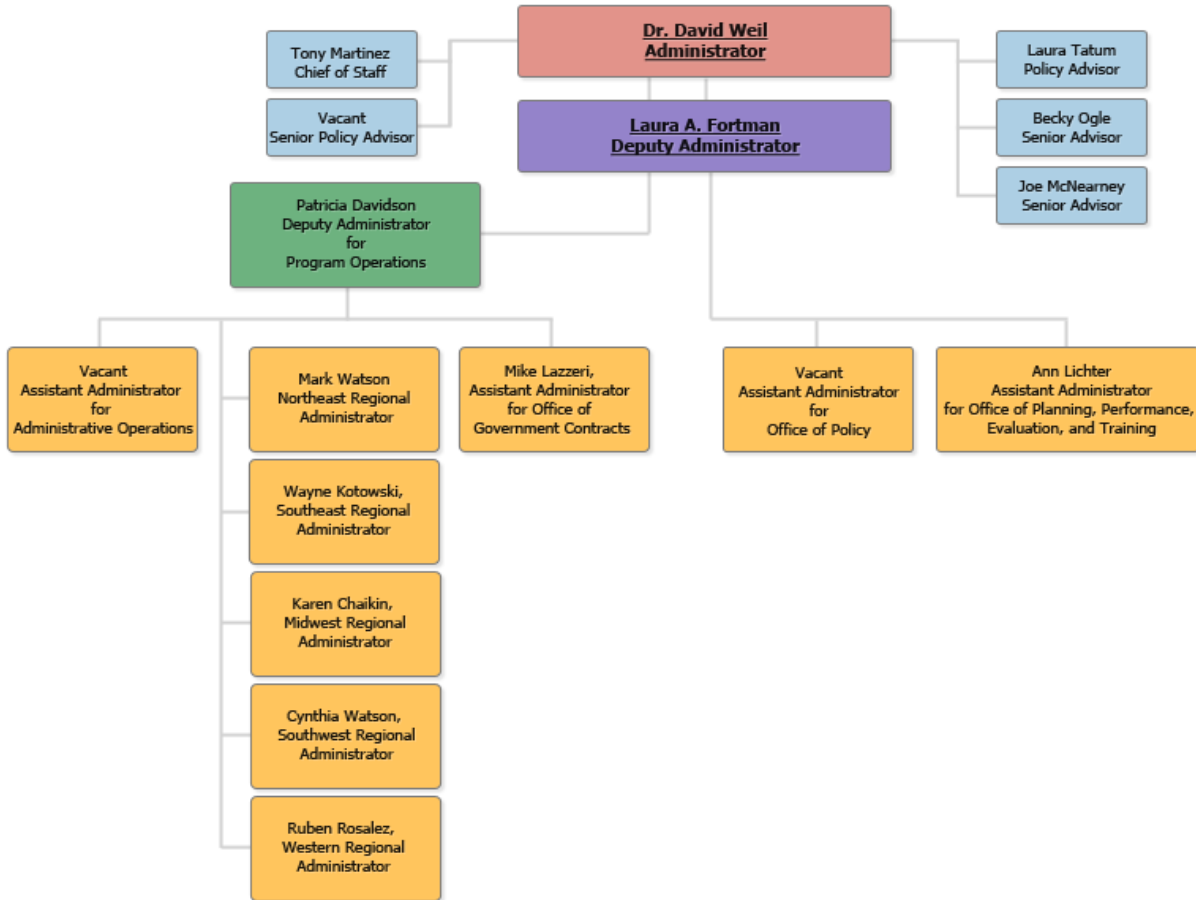 Dr. David Weil
Administrator
Tony Martinez
Chief of Staff
Vacant
Senior Policy Advisor
Laura Tatum
Policy Advisor
Becky Ogle
Senior Advisor
Joe McNearney
Senior Advisor
Laura A. Fortman
Deputy Administrator
Patricia Davidson
Deputy Administrator
for
Program Operations
Vacant
Assistant Administrator
for
Administrative Operations
Mark Watson
Northeast Regional
Administrator
Mike Lazzeri,
Assistant Administrator
for Office of
Government Contracts
Vacant
Assistant Administrator
for
Office of Policy
Ann Lichter
Assistant Administrator
for Office of Planning, Performance,
Evaluation, and Training
Wayne Kotowski,
Southeast Regional
Administrator
Karen Chaikin,
Midwest Regional
Administrator
Cynthia Watson,
Southwest Regional
Administrator
Ruben Rosalez,
Western Regional
Administrator